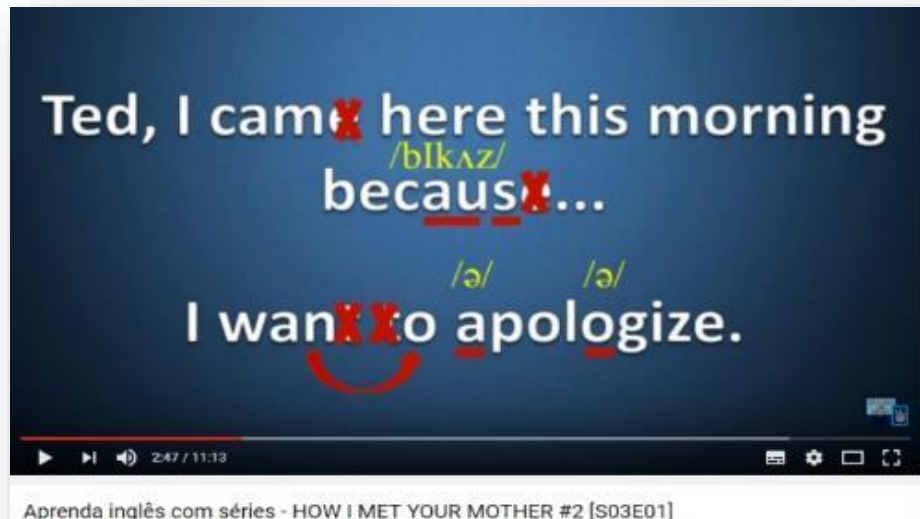 Ted, I came here this morning
/bIkʌz/
because...
/ə/ /ə/
I want to apologize.
2:47 / 11:13
Aprenda inglês com séries - HOW I MET YOUR MOTHER #2 [S03E01]